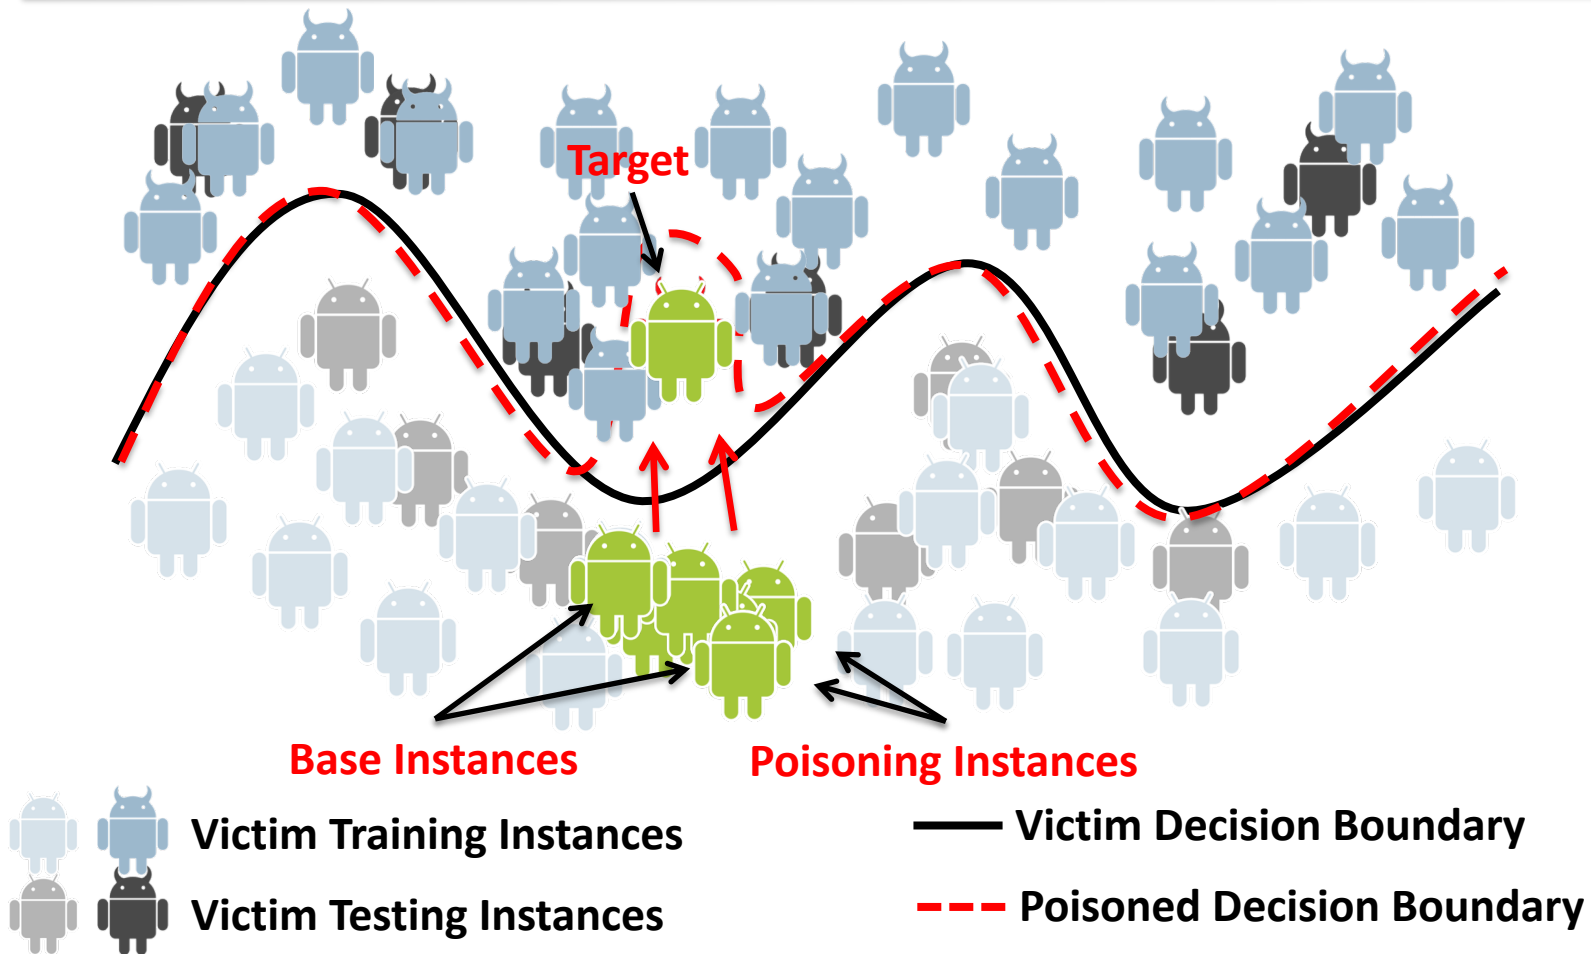 Target
Base Instances
Poisoning Instances
Victim Training Instances
Victim Decision Boundary
Victim Testing Instances
Poisoned Decision Boundary